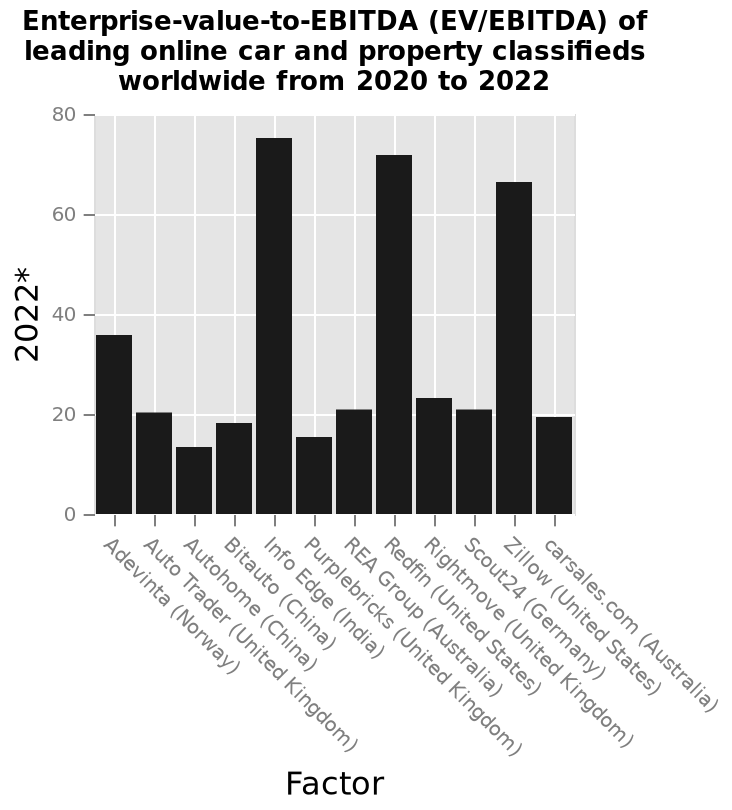 Enterprise-value-to-EBITDA (EV/EBITDA) of
leading online car and property classifieds
worldwide from 2020 to 2022
80
60
40
20
0
2022*
Adevinta (Norway)
Auto Trader (United Kingdom)
Autohome (China)
Bitauto (China)
Info Edge (India)
Purplebricks (United Kingdom)
REA Group (Australia)
Redfin (United States)
Rightmove (United Kingdom)
Scout24 (Germany)
Zillow (United States)
carsales.com (Australia)
Factor